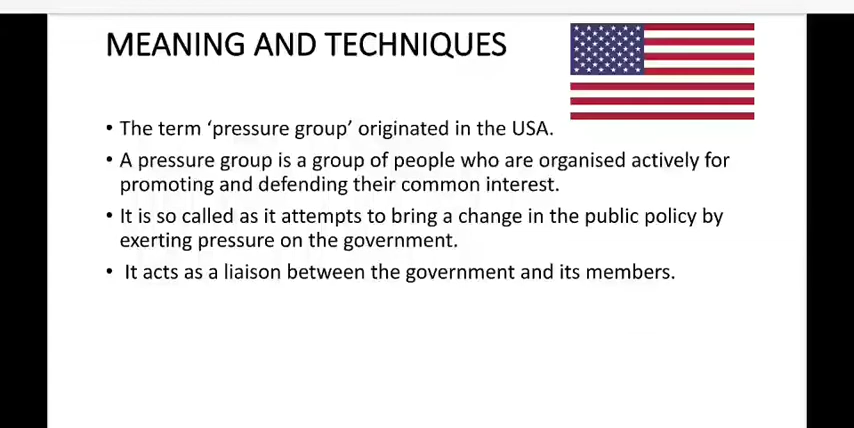 MEANING AND TECHNIQUES
• The term ‘pressure group’ originated in the USA.
• A pressure group is a group of people who are organised actively for
promoting and defending their common interest.
• It is so called as it attempts to bring a change in the public policy by
exerting pressure on the government.
• It acts as a liaison between the government and its members.